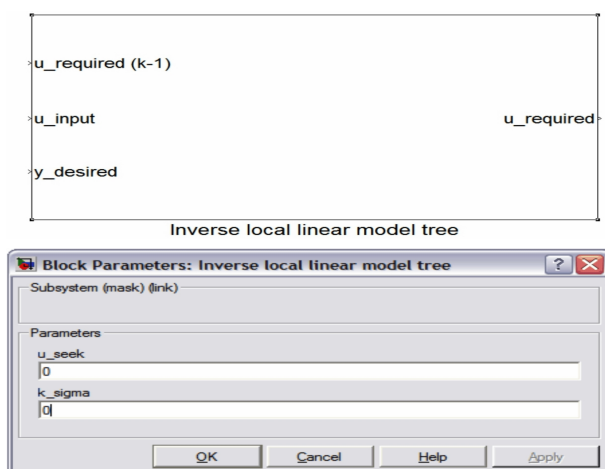 u_required (k-1)
u_input
u_required
y_desired
Inverse local linear model tree
Block Parameters: Inverse local linear model tree
Subsystem (mask) (link)
Parameters
u_seek
0
k_sigma
0
OK Cancel Help Apply